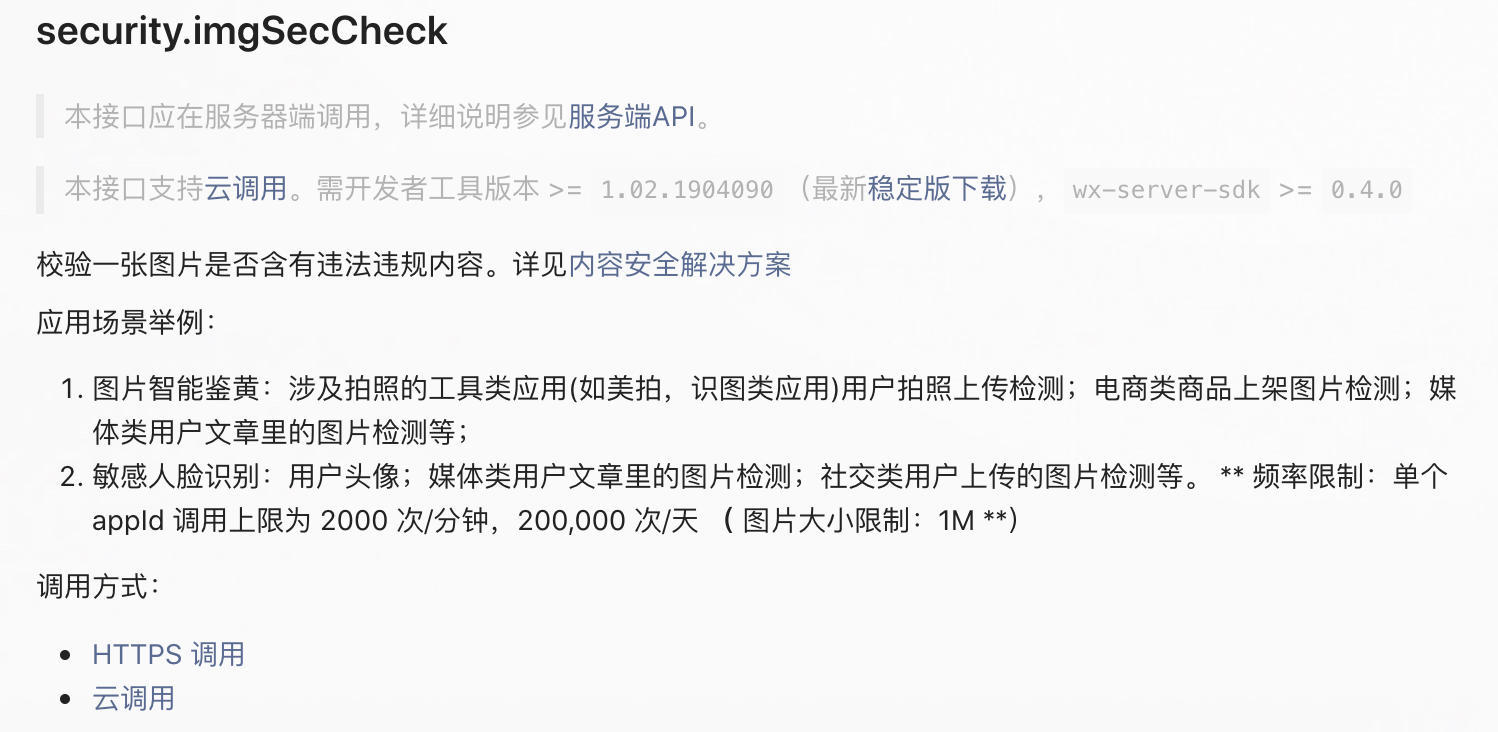 security.imgSecCheck
本接口应在服务器端调用，详细说明参见服务端API。
本接口支持云调用。需开发者工具版本 >= 1.02.1904090 （最新稳定版下载），wx-server-sdk >= 0.4.0
校验一张图片是否含有违法违规内容。详见内容安全解决方案
应用场景举例：
1. 图片智能鉴黄：涉及拍照的工具类应用(如美拍，识图类应用)用户拍照上传检测；电商类商品上架图片检测；媒
体类用户文章里的图片检测等；
2. 敏感人脸识别：用户头像；媒体类用户文章里的图片检测；社交类用户上传的图片检测等。 ** 频率限制：单个
appId 调用上限为 2000 次/分钟，200,000 次/天 （ 图片大小限制：1M **）
调用方式：
• HTTPS 调用
• 云调用